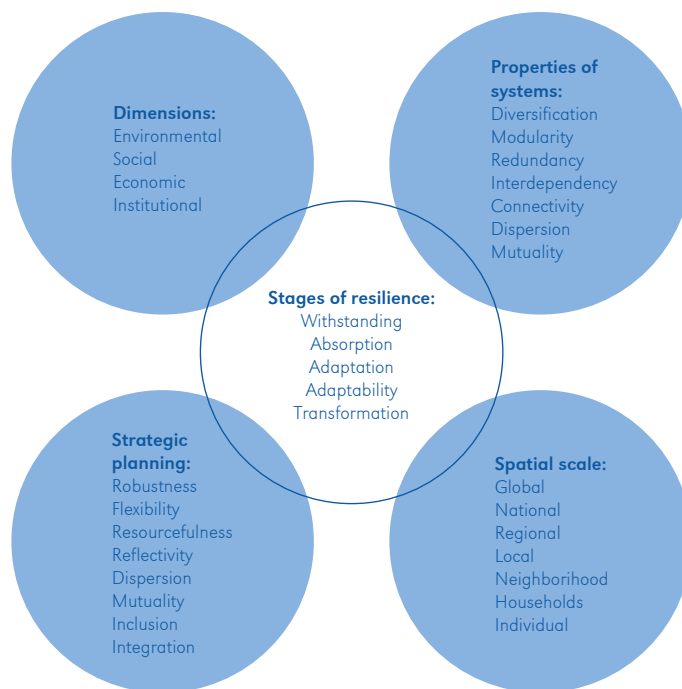 Dimensions:
Environmental
Social
Economic
Institutional
Properties of
systems:
Diversification
Modularity
Redundancy
Interdependency
Connectivity
Dispersion
Mutuality
Stages of resilience:
Withstanding
Absorption
Adaptation
Adaptability
Transformation
Strategic
planning:
Robustness
Flexibility
Resourcefulness
Reflectivity
Dispersion
Mutuality
Inclusion
Integration
Spatial scale:
Global
National
Regional
Local
Neighborihood
Households
Individual